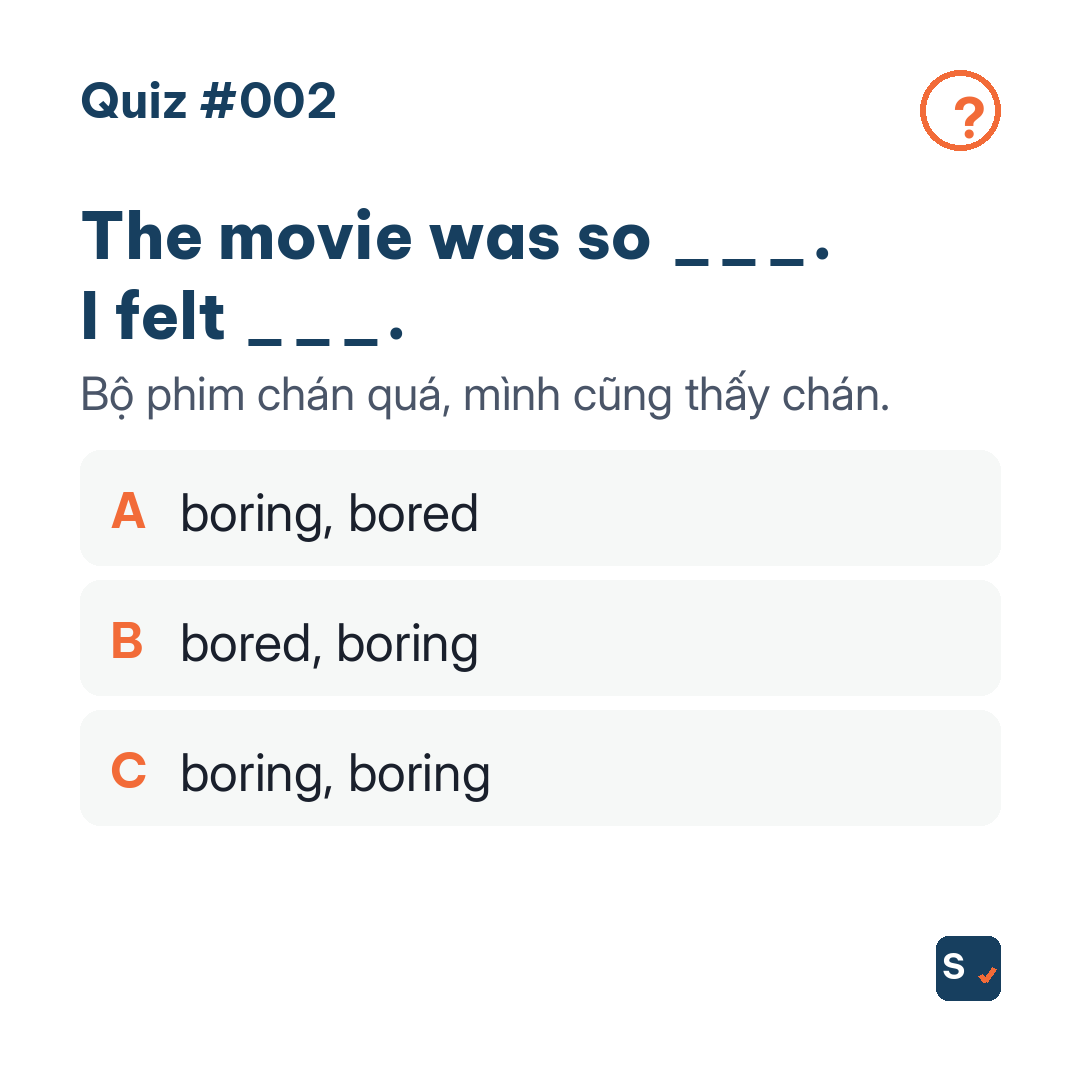 Quiz #002
?
The movie was so _ _ _.
I felt _ _ _.
Bộ phim chán quá, mình cũng thấy chán.
A boring, bored
B bored, boring
C boring, boring
S